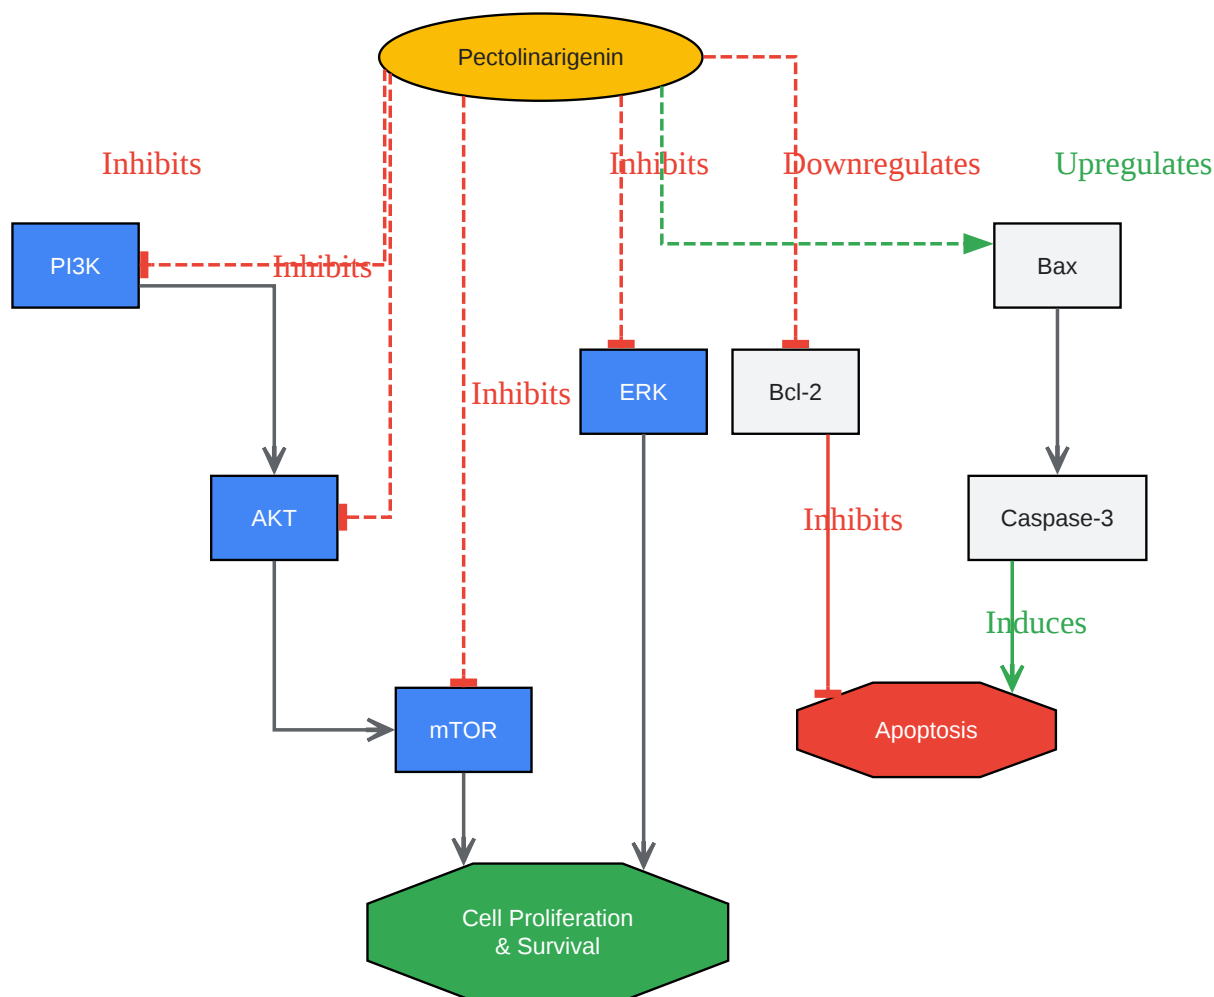 Pectolinarigenin
Inhibits
Inhibits
Downregulates
Upregulates
PI3K
Inhibits
Bax
Inhibits
ERK
Bcl-2
AKT
Inhibits
Caspase-3
Induces
mTOR
Apoptosis
Cell Proliferation
& Survival